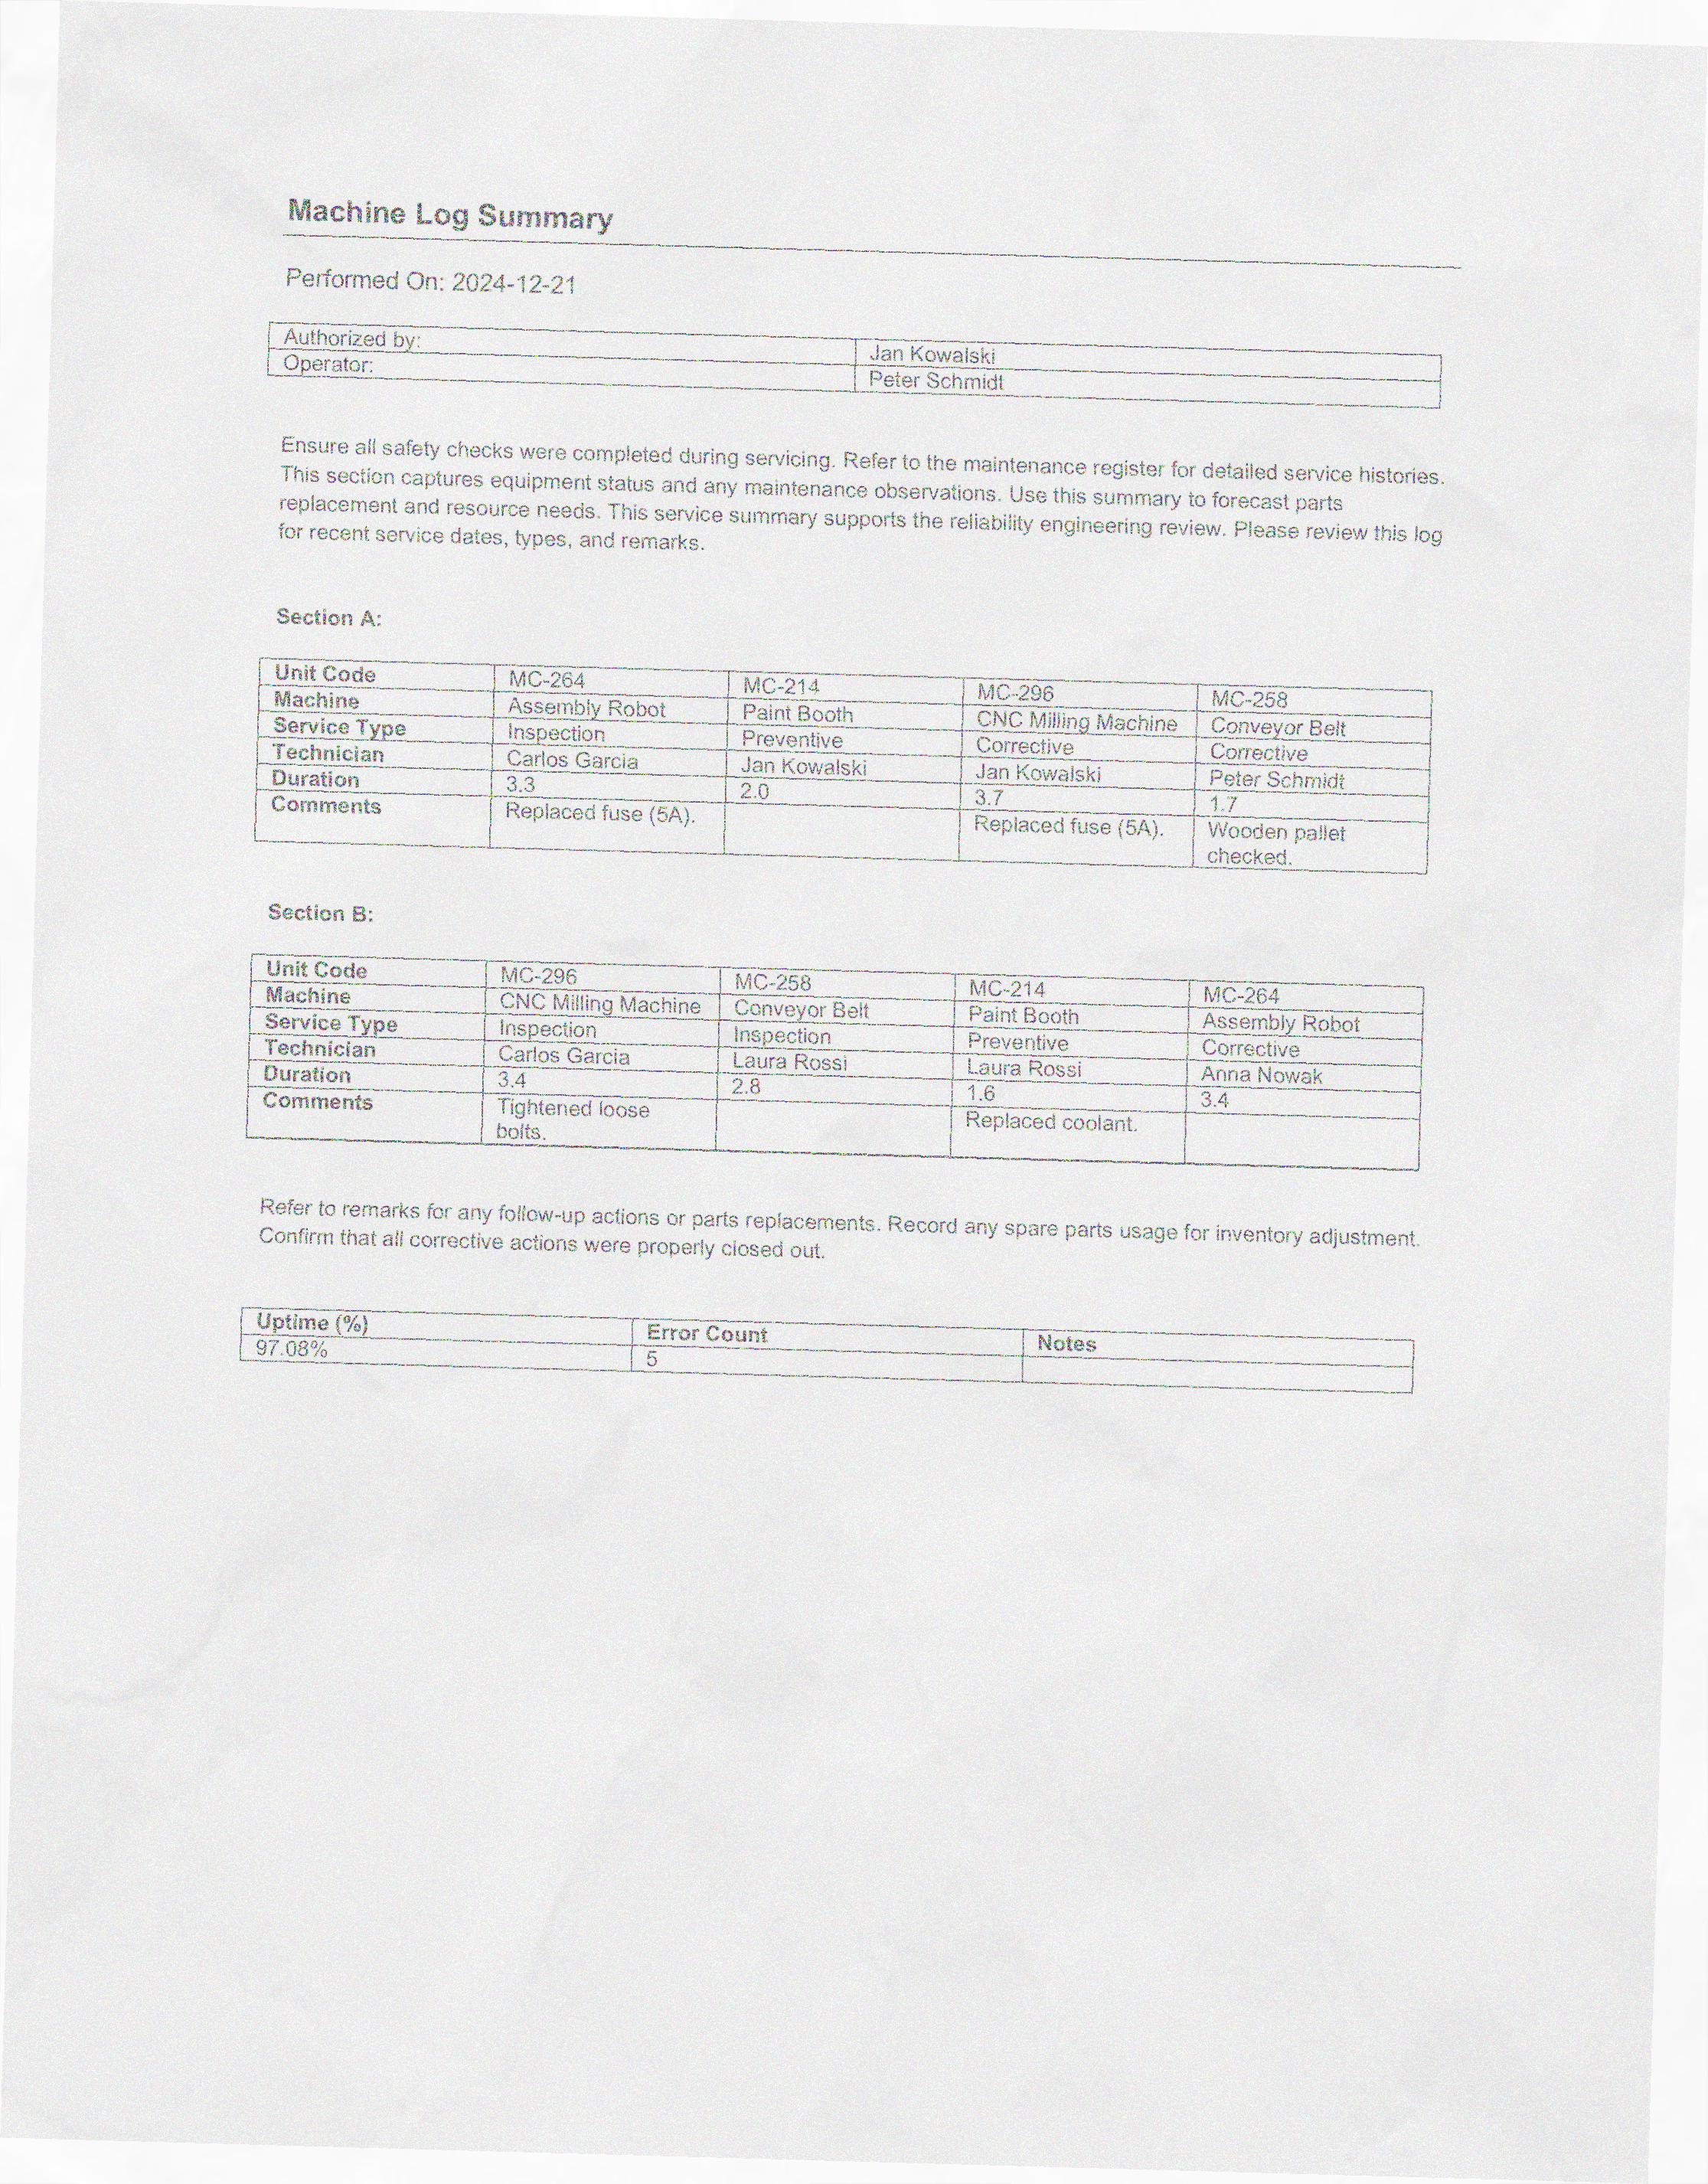 Machine Log Summary
Performed On: 2024-12-21
Authorized by: Jan Kowalski
Operator: Peter Schmidt
Ensure all safety checks were completed during servicing. Refer to the maintenance register for detailed service histories.
This section captures equipment status and any maintenance observations. Use this summary to forecast parts
replacement and resource needs. This service summary supports the reliability engineering review. Please review this log
for recent service dates, types, and remarks.
Section A:
Unit Code MC-264 MC-214 MC-296 MC-258
Machine Assembly Robot Paint Booth CNC Milling Machine Conveyor Belt
Service Type Inspection Preventive Corrective Corrective
Technician Carlos Garcia Jan Kowalski Jan Kowalski Peter Schmidt
Duration 3.3 2.0 3.7 1.7
Comments Replaced fuse (5A). Replaced fuse (5A). Wooden pallet
checked.
Section B:
Unit Code MC-296 MC-258 MC-214 MC-264
Machine CNC Milling Machine Conveyor Belt Paint Booth Assembly Robot
Service Type Inspection Inspection Preventive Corrective
Technician Carlos Garcia Laura Rossi Laura Rossi Anna Nowak
Duration 3.4 2.8 1.6 3.4
Comments Tightened loose Replaced coolant.
bolts.
Refer to remarks for any follow-up actions or parts replacements. Record any spare parts usage for inventory adjustment.
Confirm that all corrective actions were properly closed out.
Uptime (%) Error Count Notes
97.08% 5